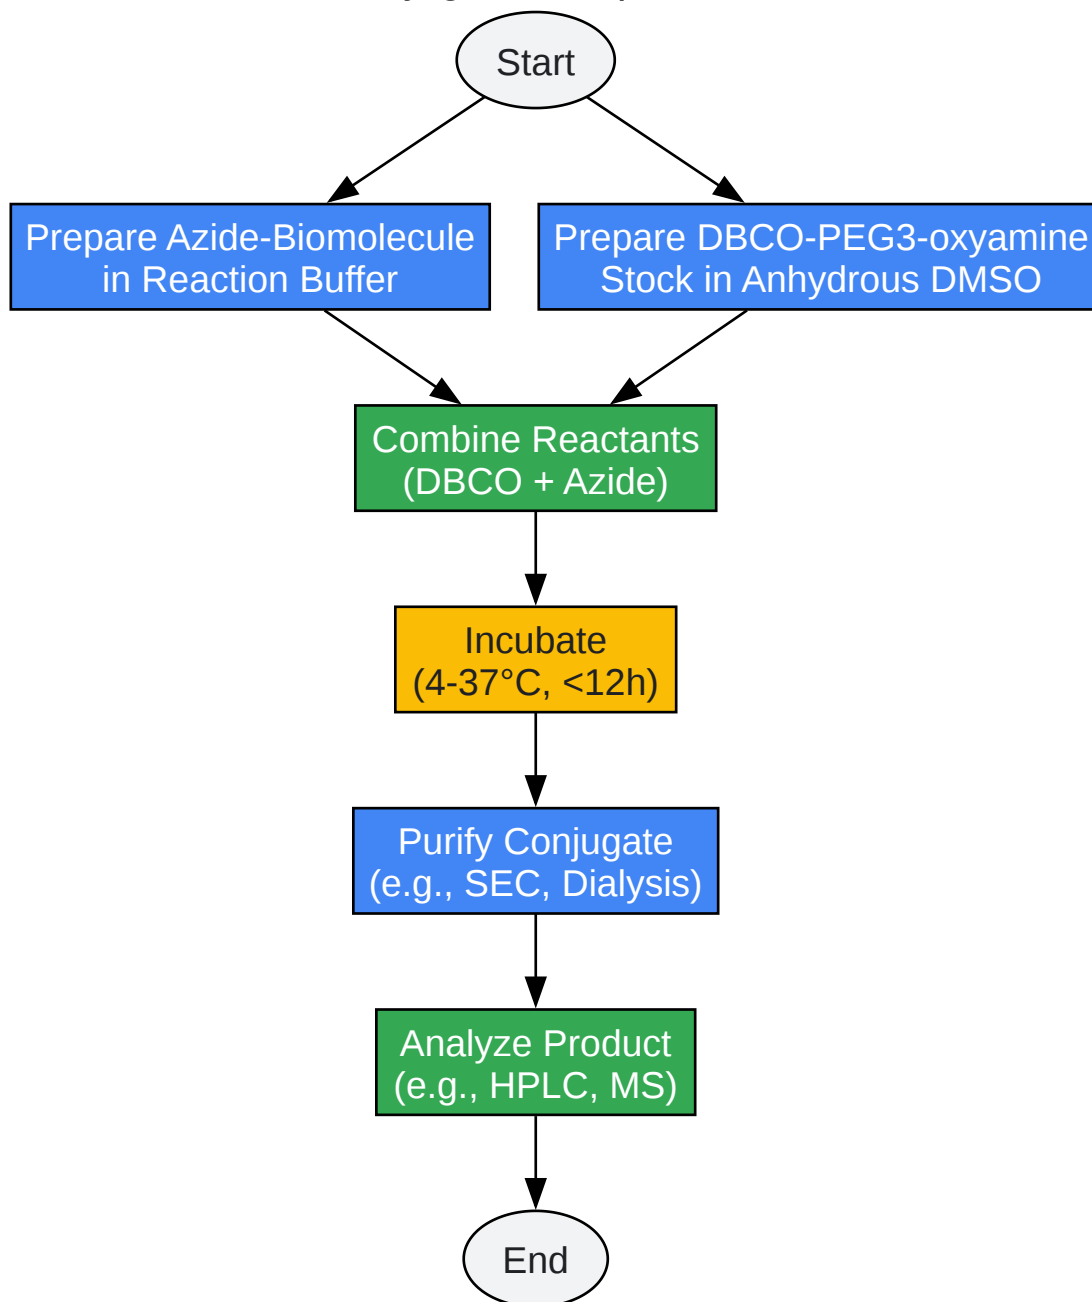 Start
Prepare Azide-Biomolecule
in Reaction Buffer
Prepare DBCO-PEG3-oxyamine
Stock in Anhydrous DMSO
Combine Reactants
(DBCO + Azide)
Incubate
(4-37°C, <12h)
Purify Conjugate
(e.g., SEC, Dialysis)
Analyze Product
(e.g., HPLC, MS)
End